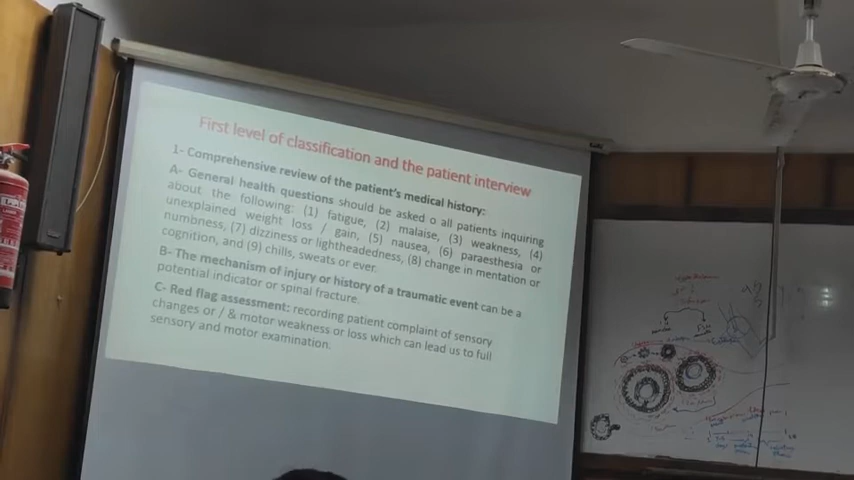 First level of classification and the patient interview
1- Comprehensive review of the patient's medical history:
A- General health questions should be asked o all patients inquiring
about the following: (1) fatigue, (2) malaise, (3) weakness, (4)
unexplained weight loss / gain, (5) nausea, (6) paraesthesia or
numbness, (7) dizziness or lightheadedness, (8) change in mentation or
cognition, and (9) chills, sweats or ever.
B- The mechanism of injury or history of a traumatic event can be a
potential indicator or spinal fracture.
C- Red flag assessment: recording patient complaint of sensory
changes or / & motor weakness or loss which can lead us to full
sensory and motor examination.